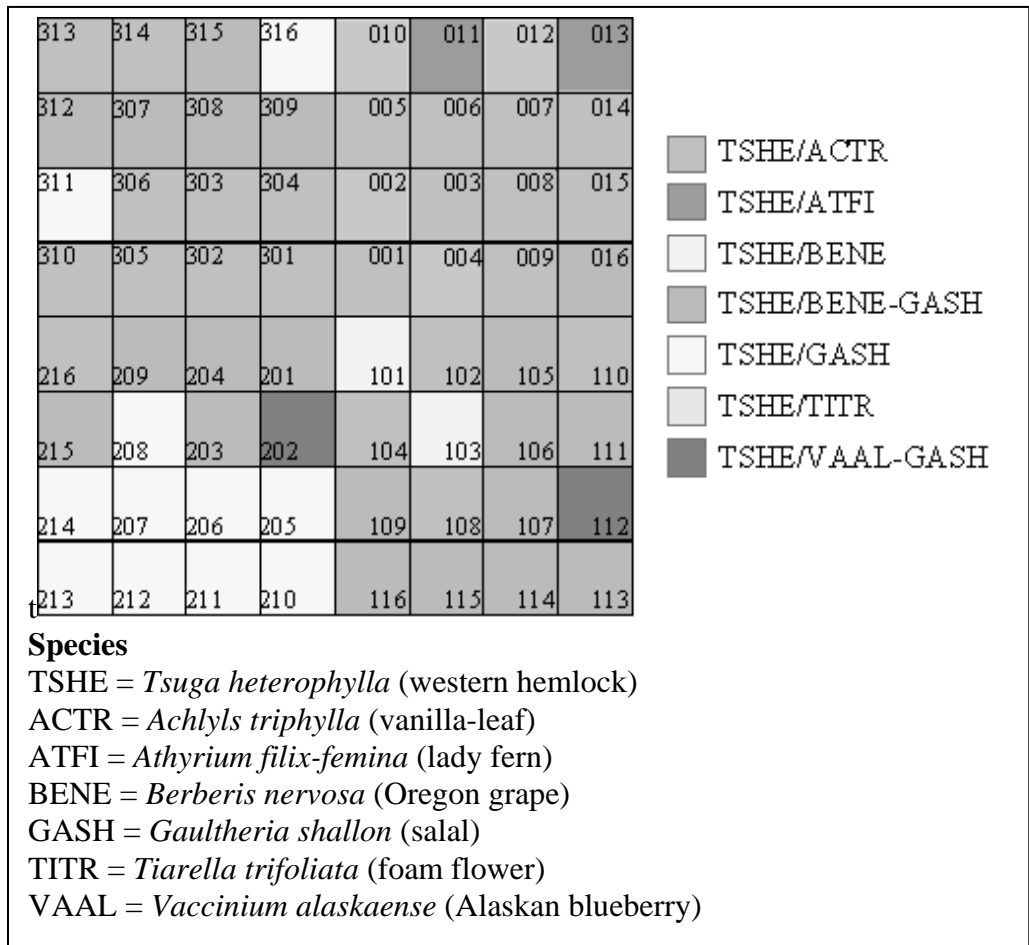 313 314 315 316 010 011 012 013
312 307 308 309 005 006 007 014
311 306 303 304 002 003 008 015
310 305 302 301 001 004 009 016
216 209 204 201 101 102 105 110
215 208 203 202 104 103 106 111
214 207 206 205 109 108 107 112
t213 212 211 210 116 115 114 113
TSHE/ACTR
TSHE/ATFI
TSHE/BENE
TSHE/BENE-GASH
TSHE/GASH
TSHE/TITR
TSHE/VAAL-GASH
Species
TSHE = Tsuga heterophylla (western hemlock)
ACTR = Achlyls triphylla (vanilla-leaf)
ATFI = Athyrium filix-femina (lady fern)
BENE = Berberis nervosa (Oregon grape)
GASH = Gaultheria shallon (salal)
TITR = Tiarella trifoliata (foam flower)
VAAL = Vaccinium alaskaense (Alaskan blueberry)